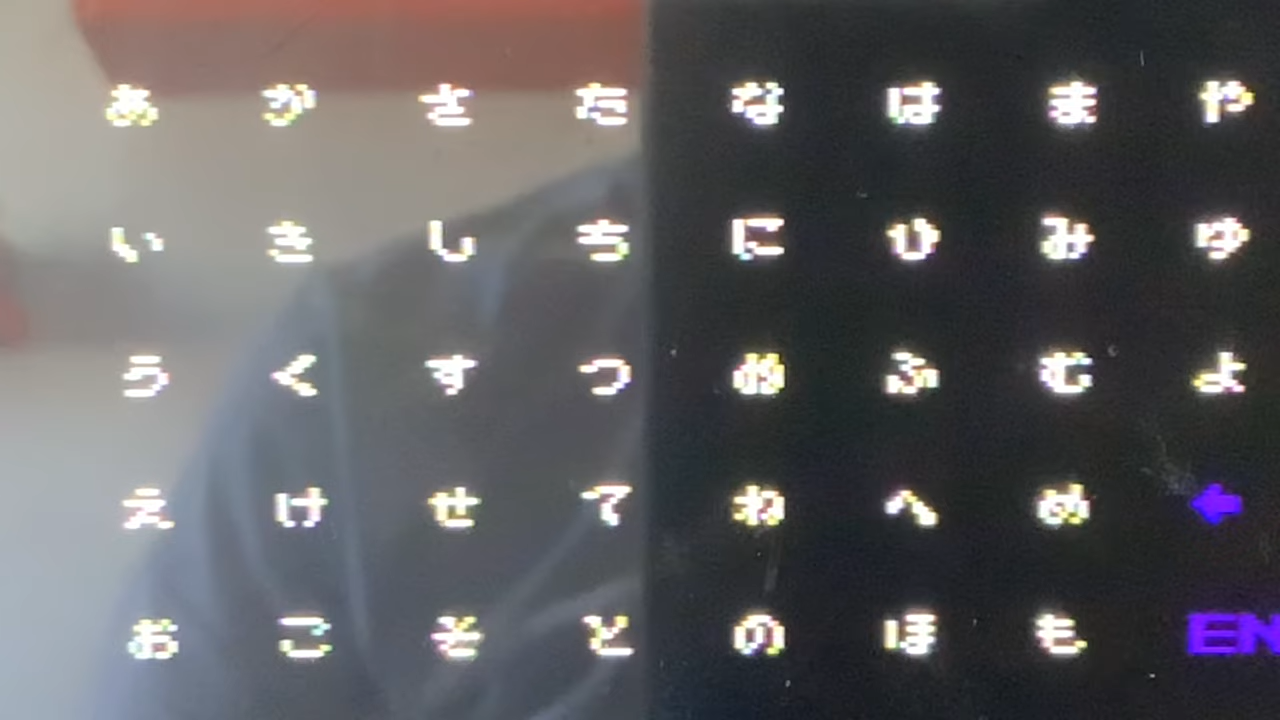 あ か さ た な は ま や
い き し ち に ひ み ゆ
う く す つ ぬ ふ む よ
え け せ て ね へ め ←
お こ そ と の ほ も EN